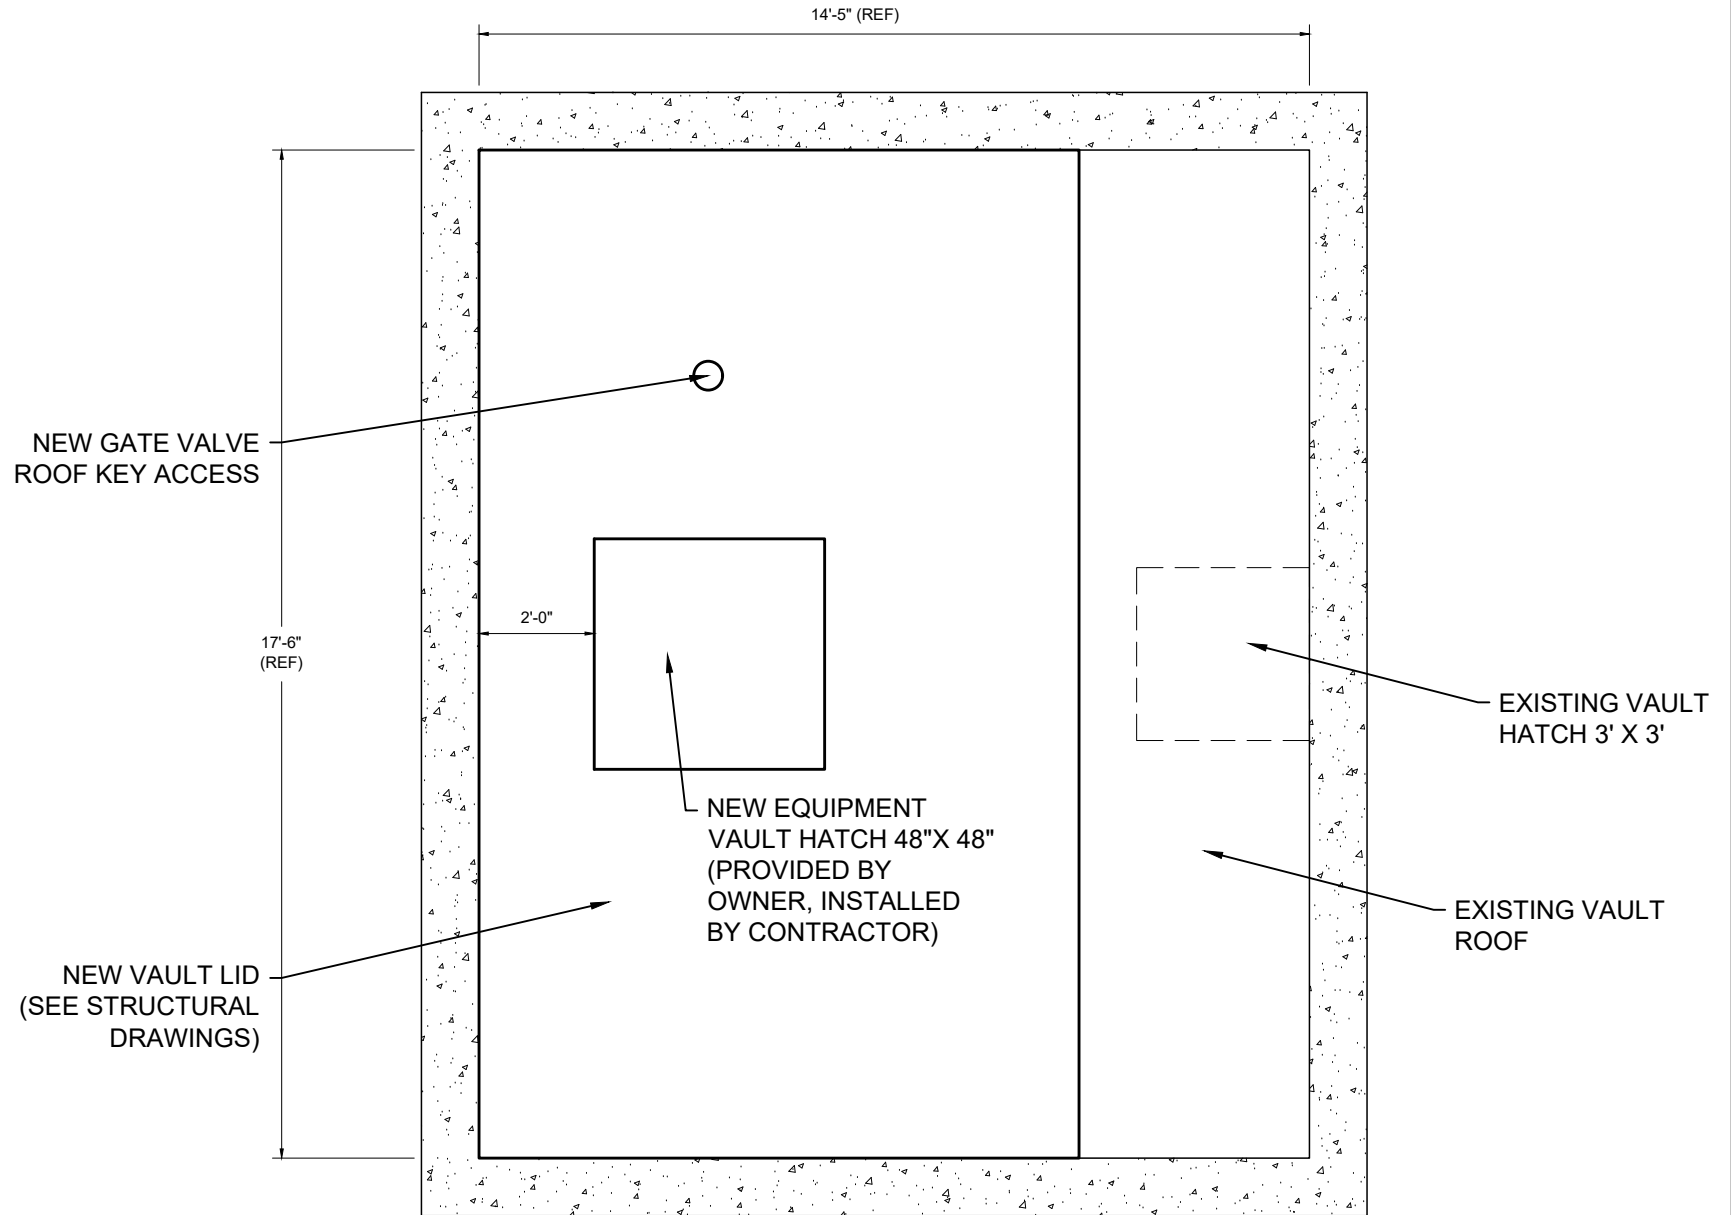 14'-5" (REF)
NEW GATE VALVE
ROOF KEY ACCESS
2'-0"
17'-6"
(REF)
EXISTING VAULT
HATCH 3' X 3'
NEW EQUIPMENT
VAULT HATCH 48"X 48"
(PROVIDED BY
OWNER, INSTALLED
BY CONTRACTOR)
EXISTING VAULT
ROOF
NEW VAULT LID
(SEE STRUCTURAL
DRAWINGS)